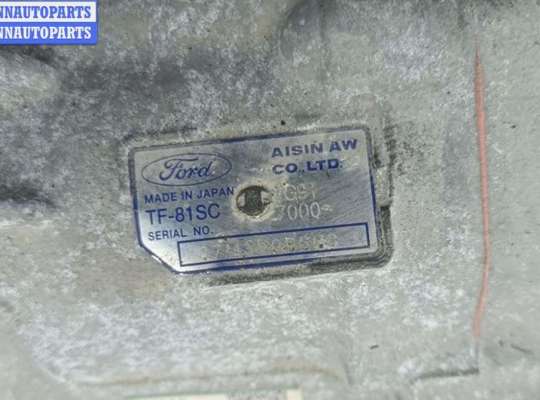 NNAUTOPARTS
NNAUTOPARTS
Ford
AISIN AW
CO.,LTD.
MADE IN JAPAN
TF-81SC
7000-
SERIAL NO.